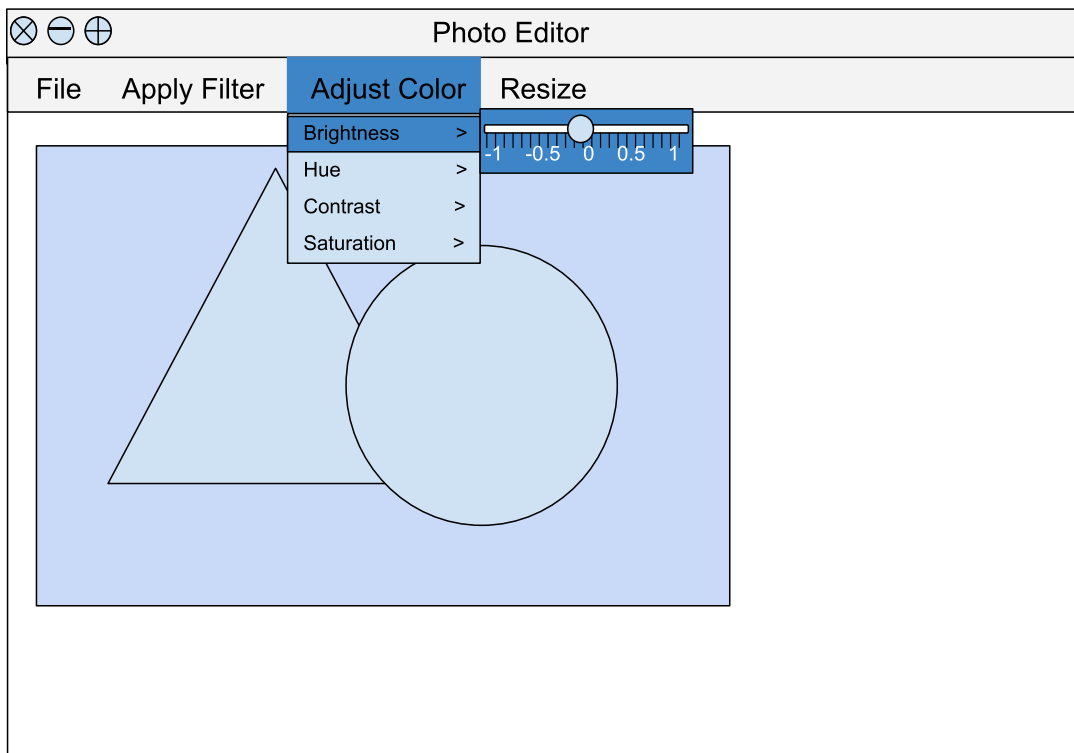 Photo Editor
File Apply Filter Adjust Color Resize
Brightness >
-1 -0.5 0 0.5 1
Hue >
Contrast >
Saturation >